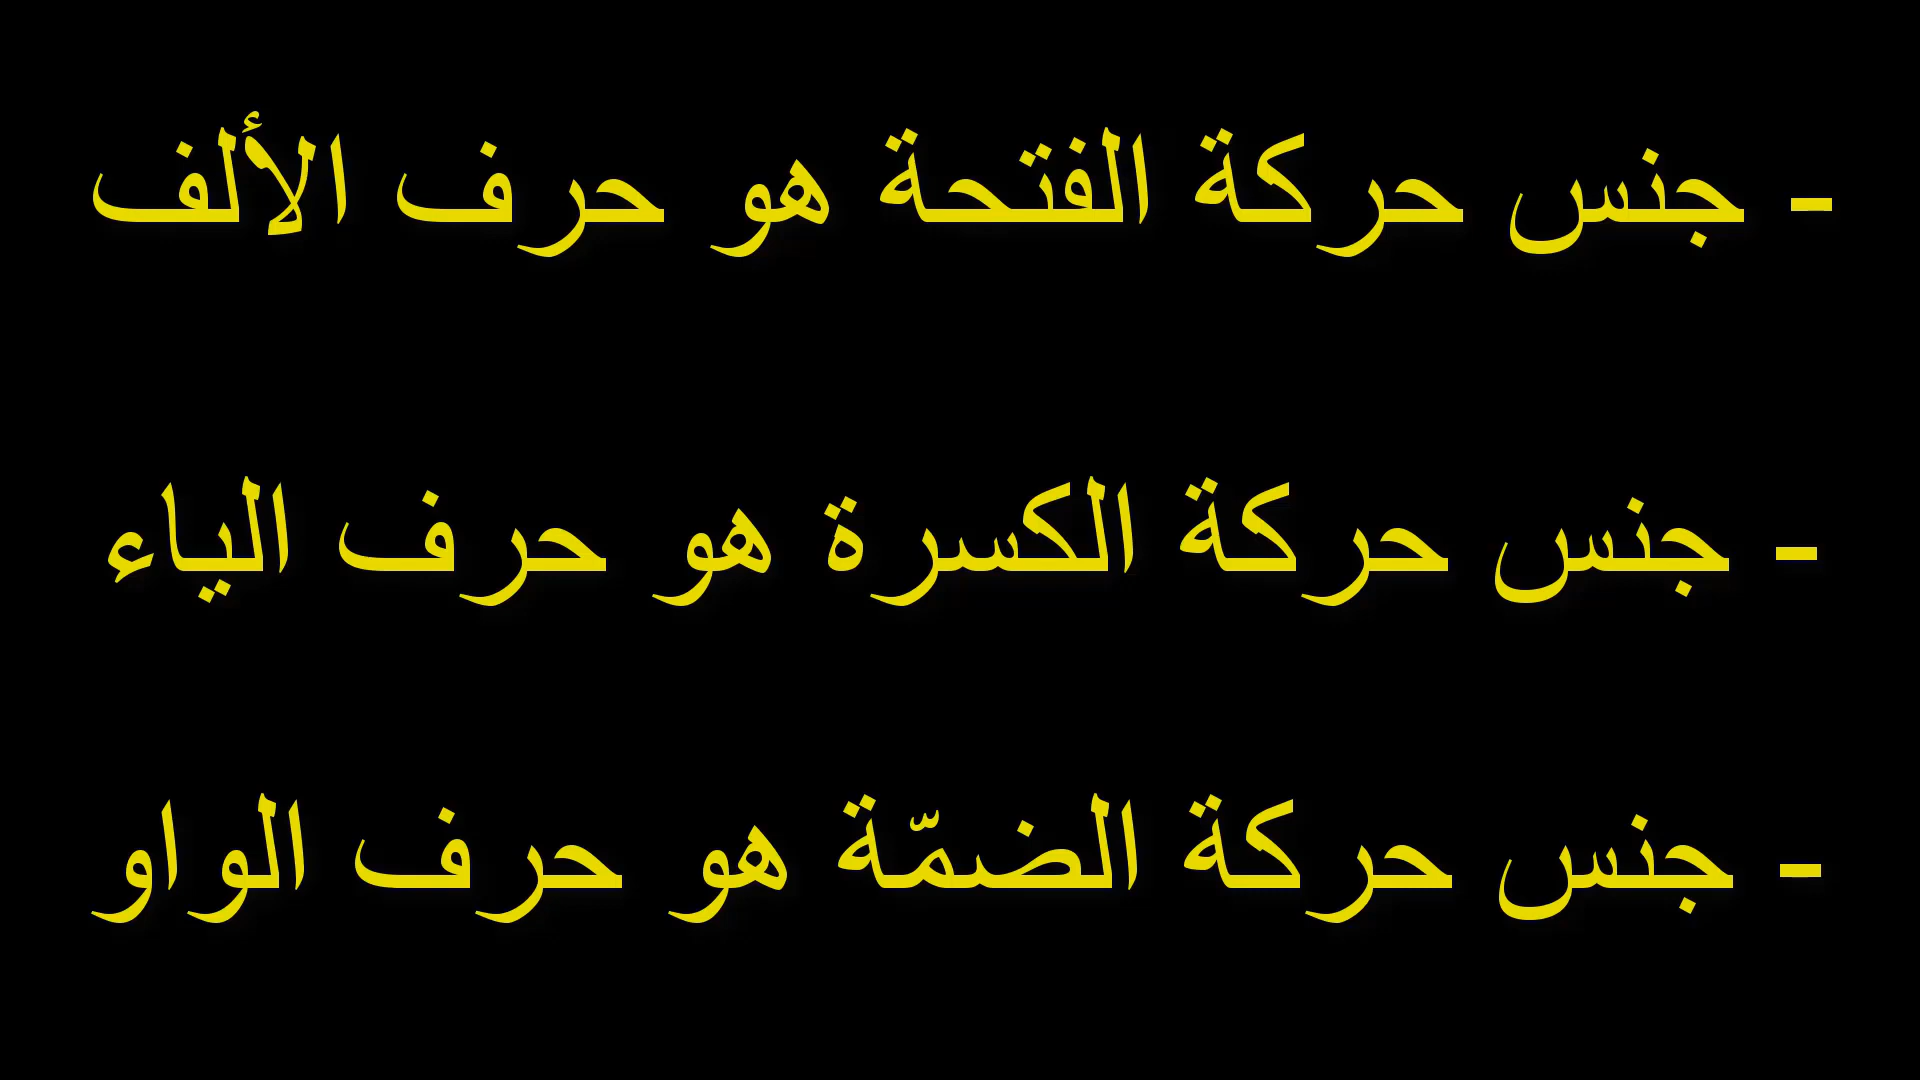 - جنس حركة الفتحة هو حرف الألف
- جنس حركة الكسرة هو حرف الياء
- جنس حركة الضمّة هو حرف الواو